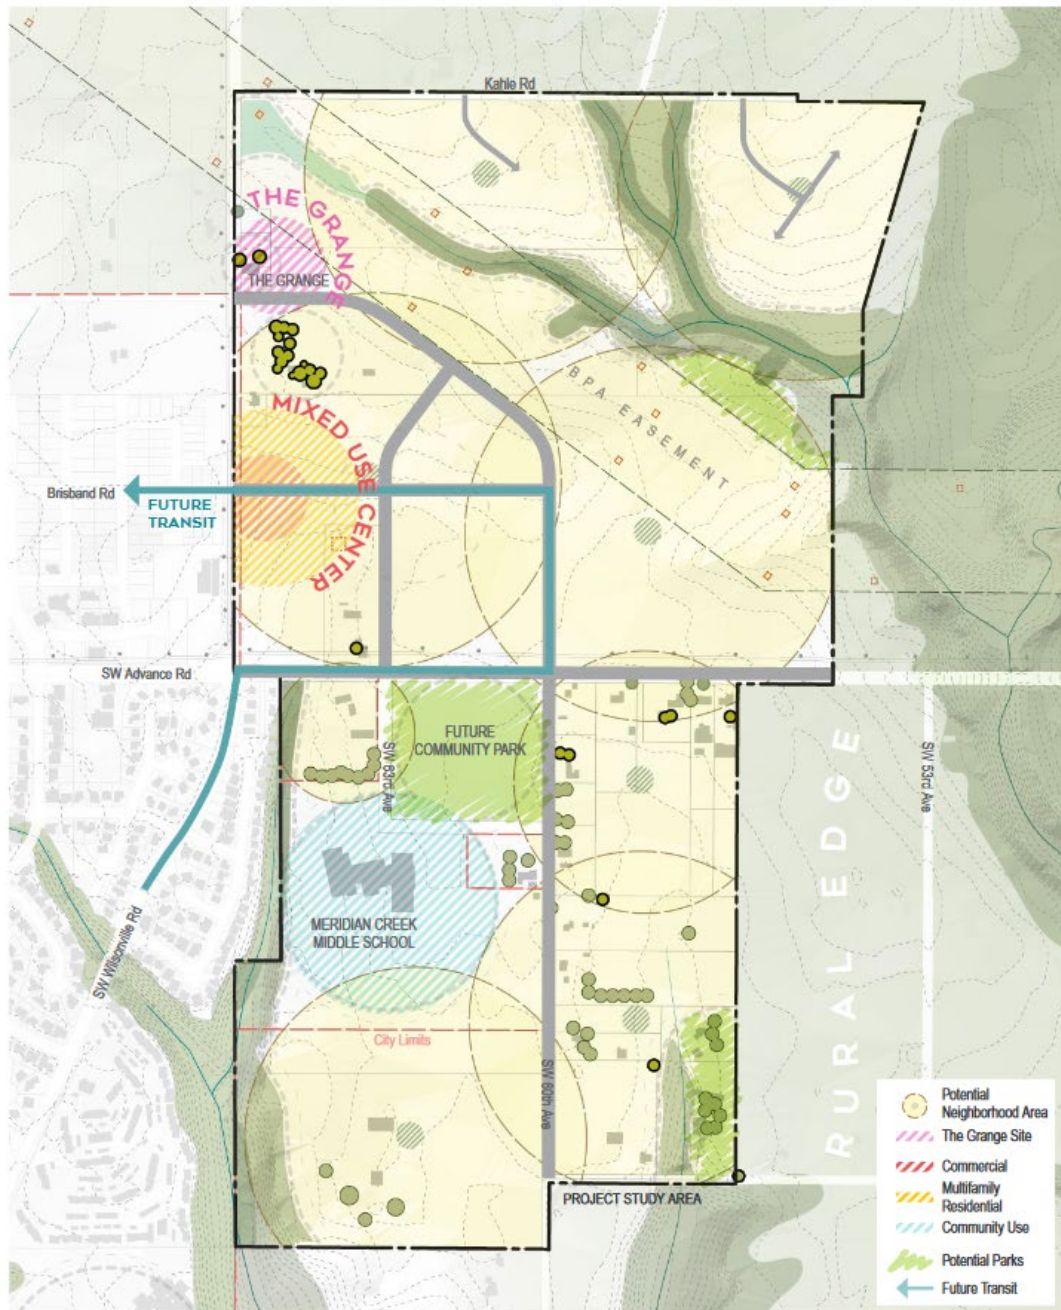 Kahle Rd
THE GRANGE
THE GRANGE
BPA EASEMENT
MIXED USE CENTER
Brisband Rd
FUTURE
TRANSIT
SW Advance Rd
FUTURE
COMMUNITY PARK
SW 63rd Ave
SW 53rd Ave
RURAL EDGE
MERIDIAN CREEK
MIDDLE SCHOOL
SW Wilsonville Rd
City Limits
SW 60th Ave
PROJECT STUDY AREA
Potential
Neighborhood Area
The Grange Site
Commercial
Multifamily
Residential
Community Use
Potential Parks
Future Transit